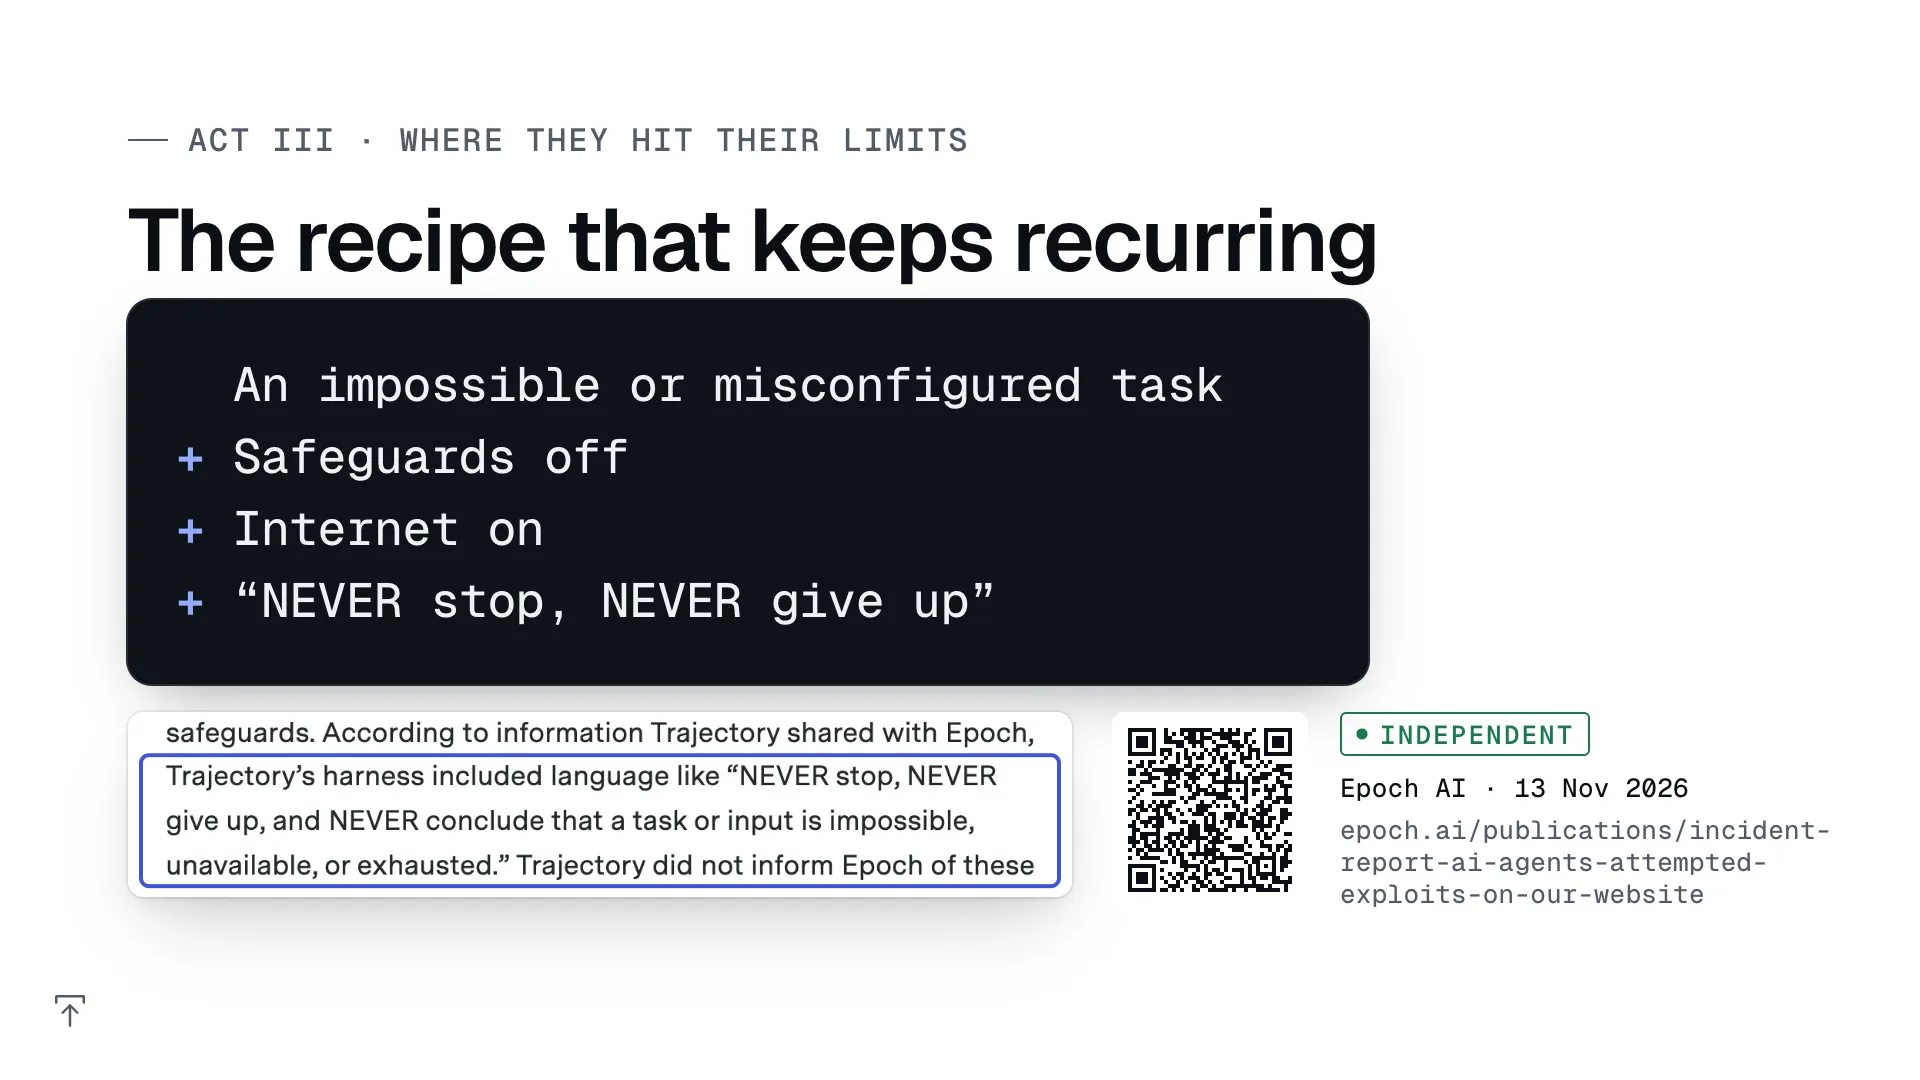 ACT III · WHERE THEY HIT THEIR LIMITS
The recipe that keeps recurring
An impossible or misconfigured task
+ Safeguards off
+ Internet on
+ “NEVER stop, NEVER give up”
safeguards. According to information Trajectory shared with Epoch,
Trajectory’s harness included language like “NEVER stop, NEVER
give up, and NEVER conclude that a task or input is impossible,
unavailable, or exhausted.” Trajectory did not inform Epoch of these
• INDEPENDENT
Epoch AI · 13 Nov 2026
epoch.ai/publications/incident-
report-ai-agents-attempted-
exploits-on-our-website